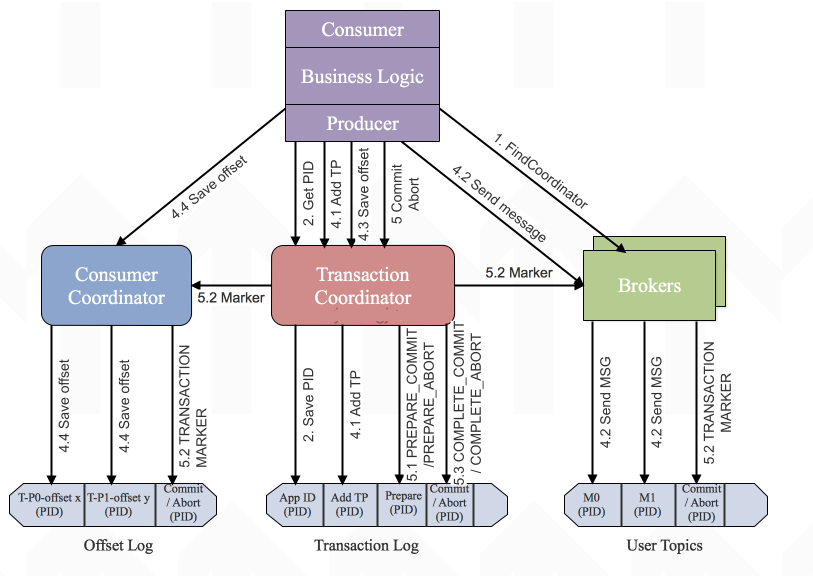 Consumer
Business Logic
Producer
1. FindCoordinator
4.4 Save offset
2. Get PID
4.1 Add TP
4.3 Save offset
5 Commit
Abort
4.2 Send message
Consumer
Coordinator
5.2 Marker
Transaction
Coordinator
5.2 Marker
Brokers
4.4 Save offset
4.4 Save offset
5.2 TRANSACTION
MARKER
2. Save PID
4.1 Add TP
5.1 PREPARE_COMMIT
/PREPARE_ABORT
5.3 COMPLETE_COMMIT
/ COMPLETE_ABORT
4.2 Send MSG
4.2 Send MSG
5.2 TRANSACTION
MARKER
T-P0-offset x
(PID)
T-P1-offset y
(PID)
Commit
/ Abort
(PID)
App ID
(PID)
Add TP
(PID)
Prepare
(PID)
Commit
/ Abort
(PID)
M0
(PID)
M1
(PID)
Commit
/ Abort
(PID)
Offset Log
Transaction Log
User Topics